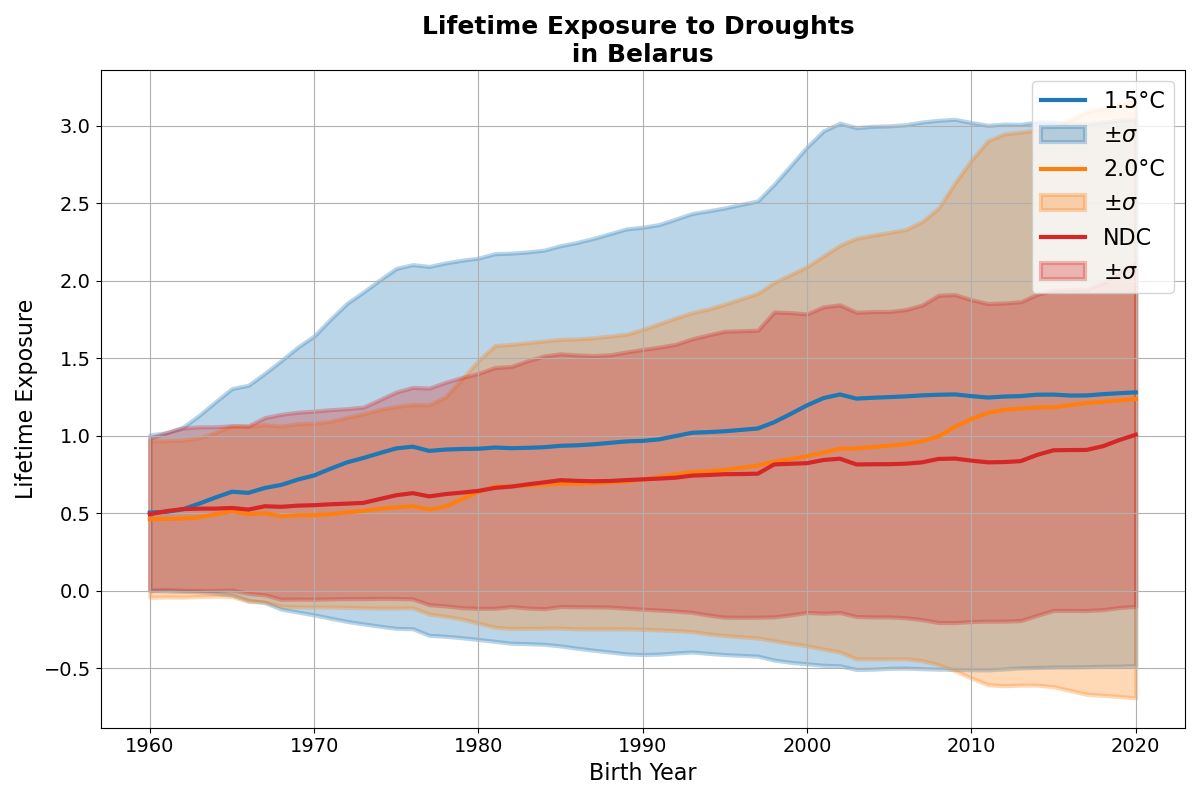 Lifetime Exposure to Droughts
in Belarus
Lifetime Exposure
3.0
2.5
2.0
1.5
1.0
0.5
0.0
−0.5
1.5°C
±σ
2.0°C
±σ
NDC
±σ
1960
1970
1980
1990
2000
2010
2020
Birth Year